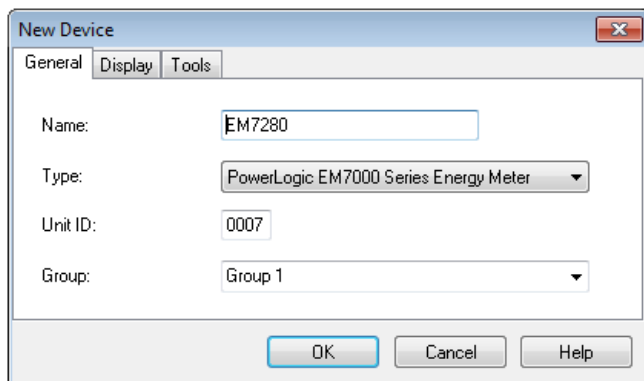 New Device
General Display Tools
Name: EM7280
Type: PowerLogic EM7000 Series Energy Meter
Unit ID: 0007
Group: Group 1
OK Cancel Help